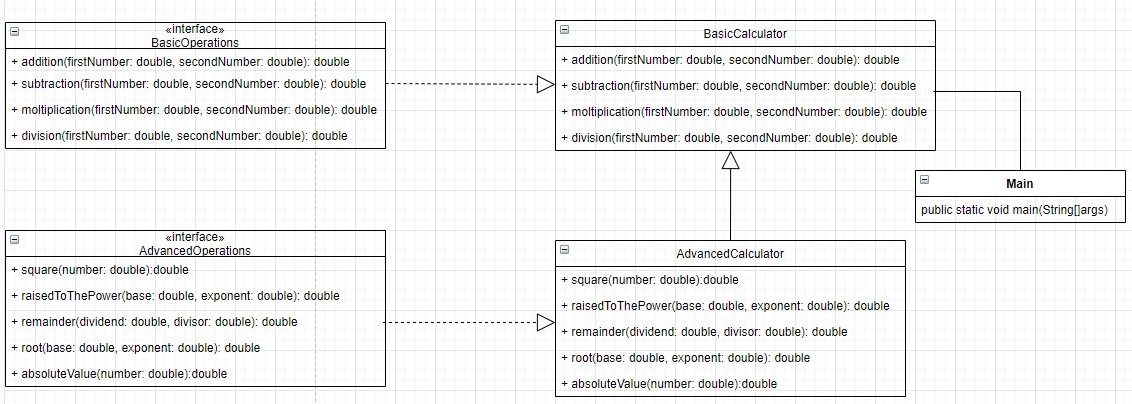 «interface»
BasicOperations
+ addition(firstNumber: double, secondNumber: double): double
+ subtraction(firstNumber: double, secondNumber: double): double
+ moltiplication(firstNumber: double, secondNumber: double): double
+ division(firstNumber: double, secondNumber: double): double
BasicCalculator
+ addition(firstNumber: double, secondNumber: double): double
+ subtraction(firstNumber: double, secondNumber: double): double
+ moltiplication(firstNumber: double, secondNumber: double): double
+ division(firstNumber: double, secondNumber: double): double
Main
public static void main(String[]args)
«interface»
AdvancedOperations
+ square(number: double):double
+ raisedToThePower(base: double, exponent: double): double
+ remainder(dividend: double, divisor: double): double
+ root(base: double, exponent: double): double
+ absoluteValue(number: double):double
AdvancedCalculator
+ square(number: double):double
+ raisedToThePower(base: double, exponent: double): double
+ remainder(dividend: double, divisor: double): double
+ root(base: double, exponent: double): double
+ absoluteValue(number: double):double